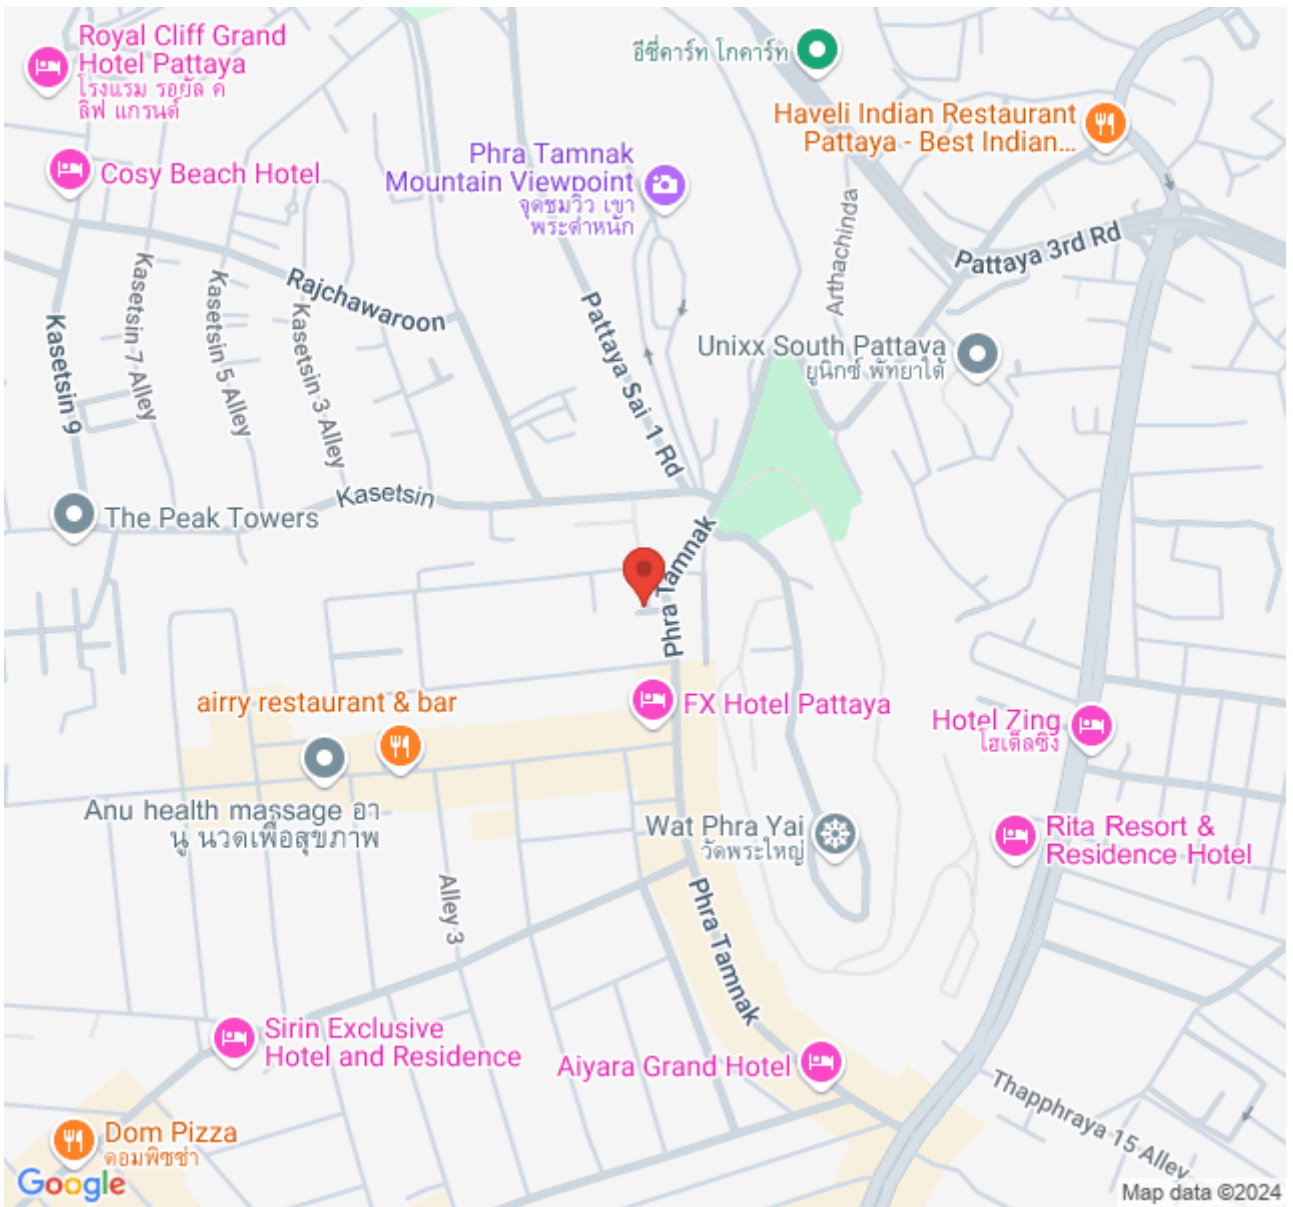 Royal Cliff Grand
Hotel Pattaya
โรงแรม รอยัล ค
ลิฟ แกรนด์
อีซี่คาร์ท โกคาร์ท
Haveli Indian Restaurant
Pattaya - Best Indian...
Cosy Beach Hotel
Phra Tamnak
Mountain Viewpoint
จุดชมวิว เขา
พระตำหนัก
Arthachinda
Pattaya 3rd Rd
Rajchawaroon
Kasetsin 7 Alley
Kasetsin 5 Alley
Kasetsin 3 Alley
Kasetsin 9
Pattaya Sai 1 Rd
Unixx South Pattaya
ยูนิกซ์ พัทยาใต้
Kasetsin
The Peak Towers
Phra Tamnak
airry restaurant & bar
FX Hotel Pattaya
Hotel Zing
โฮเต็ลซิง
Anu health massage อา
นู นวดเพื่อสุขภาพ
Wat Phra Yai
วัดพระใหญ่
Rita Resort &
Residence Hotel
Alley 3
Phra Tamnak
Sirin Exclusive
Hotel and Residence
Aiyara Grand Hotel
Thapphraya 15 Alley
Dom Pizza
ดอมพิซซ่า
Google
Map data ©2024